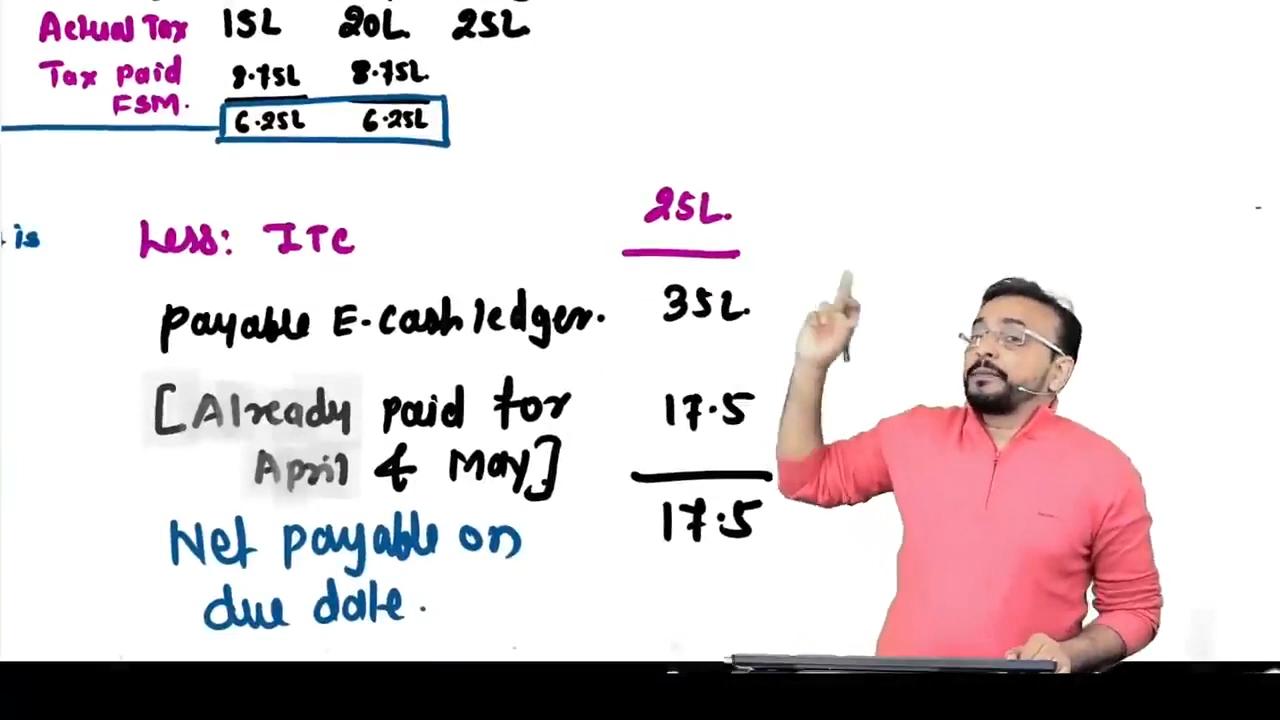 Actual Tax 15L 20L 25L
Tax paid 8.75L 8.75L
FSM.
6.25L 6.25L
25L.
is Less: ITC
Payable E-cash ledger. 35L.
[Already paid for 17.5
April & May]
17.5
Net payable on
due date.